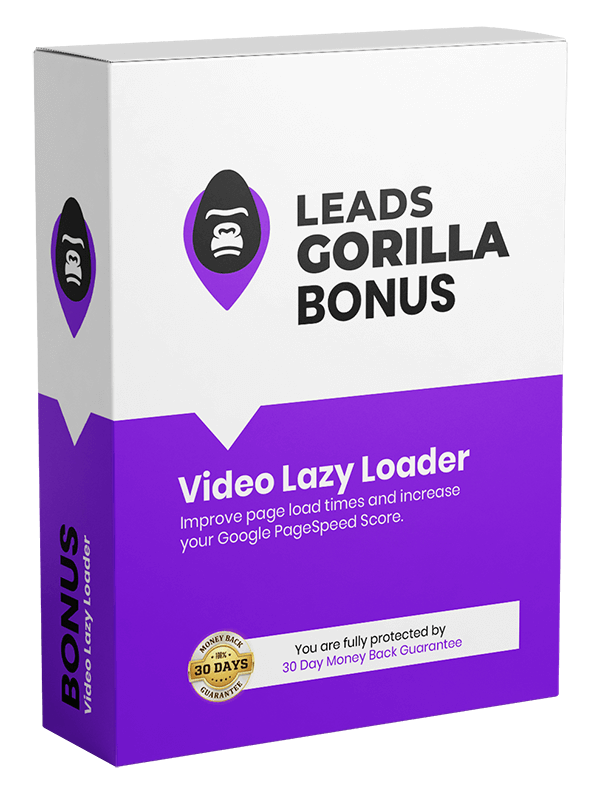 LEADS
GORILLA
BONUS
Video Lazy Loader
Improve page load times and increase
your Google PageSpeed Score.
MONEY BACK
100%
30 DAYS
GUARANTEE
You are fully protected by
30 Day Money Back Guarantee
BONUS
Video Lazy Loader